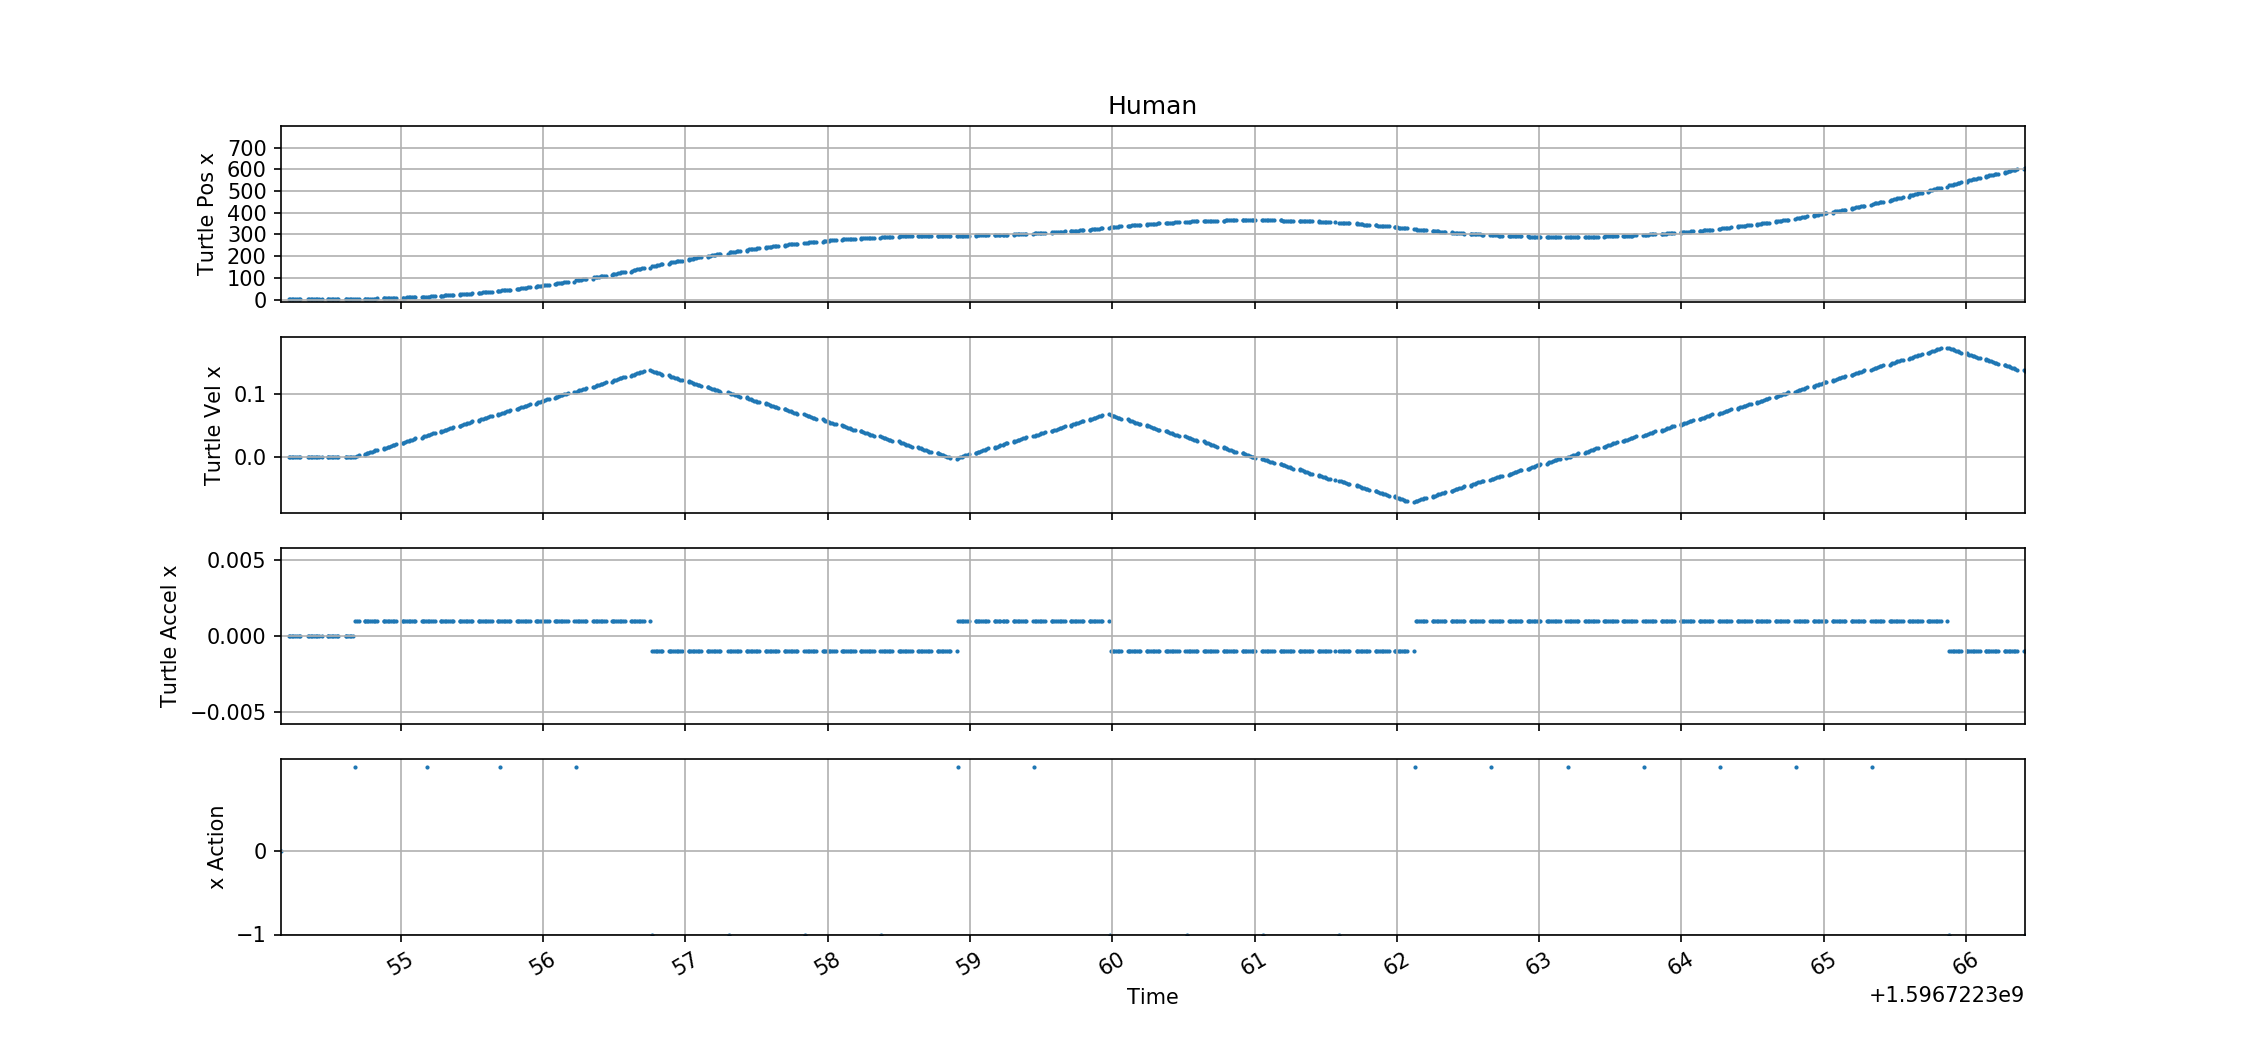 Human
Turtle Pos x
700
600
500
400
300
200
100
0
Turtle Vel x
0.1
0.0
Turtle Accel x
0.005
0.000
−0.005
x Action
0
−1
55 56 57 58 59 60 61 62 63 64 65 66
Time
+1.5967223e9